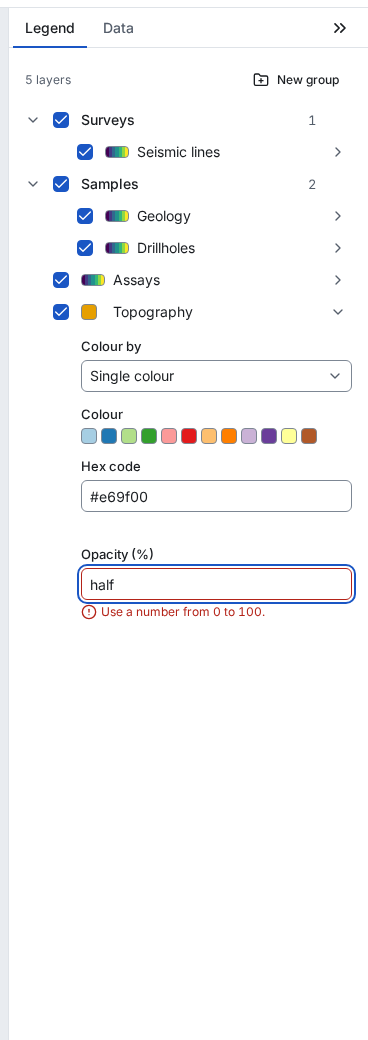 Legend Data
5 layers New group
Surveys 1
Seismic lines
Samples 2
Geology
Drillholes
Assays
Topography
Colour by
Single colour
Colour
Hex code
#e69f00
Opacity (%)
half
Use a number from 0 to 100.